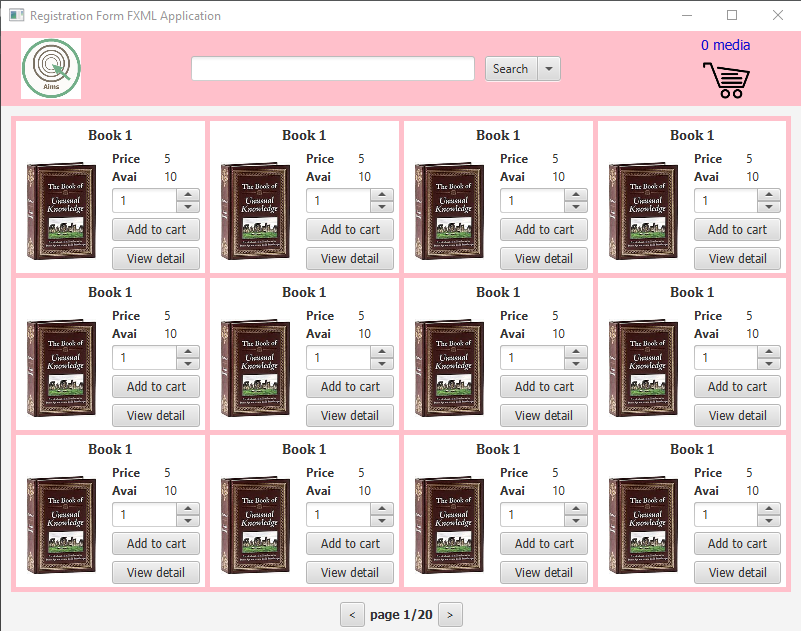 Registration Form FXML Application
0 media
Aims
Search
Book 1 Book 1 Book 1 Book 1
The Book of Unusual Knowledge Price 5 The Book of Unusual Knowledge Price 5 The Book of Unusual Knowledge Price 5 The Book of Unusual Knowledge Price 5
Avai 10 Avai 10 Avai 10 Avai 10
1 1 1 1
Add to cart Add to cart Add to cart Add to cart
View detail View detail View detail View detail
Book 1 Book 1 Book 1 Book 1
The Book of Unusual Knowledge Price 5 The Book of Unusual Knowledge Price 5 The Book of Unusual Knowledge Price 5 The Book of Unusual Knowledge Price 5
Avai 10 Avai 10 Avai 10 Avai 10
1 1 1 1
Add to cart Add to cart Add to cart Add to cart
View detail View detail View detail View detail
Book 1 Book 1 Book 1 Book 1
The Book of Unusual Knowledge Price 5 The Book of Unusual Knowledge Price 5 The Book of Unusual Knowledge Price 5 The Book of Unusual Knowledge Price 5
Avai 10 Avai 10 Avai 10 Avai 10
1 1 1 1
Add to cart Add to cart Add to cart Add to cart
View detail View detail View detail View detail
< page 1/20 >